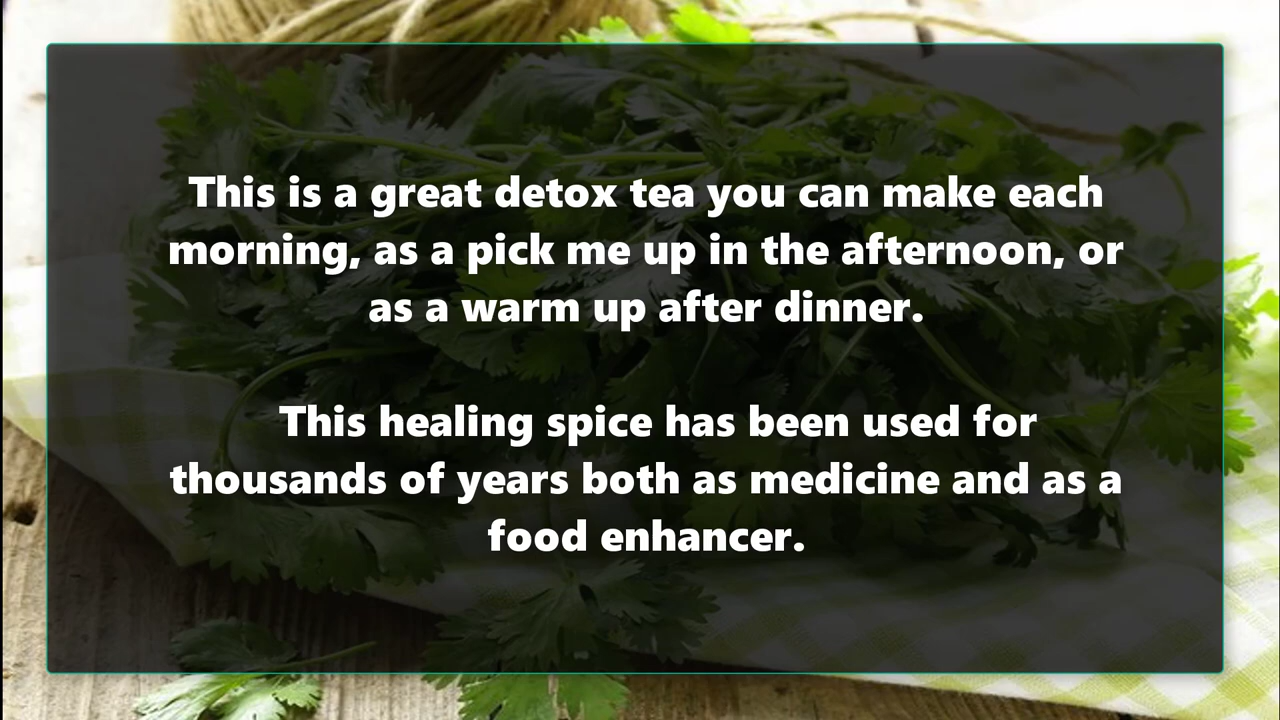 This is a great detox tea you can make each
morning, as a pick me up in the afternoon, or
as a warm up after dinner.
This healing spice has been used for
thousands of years both as medicine and as a
food enhancer.